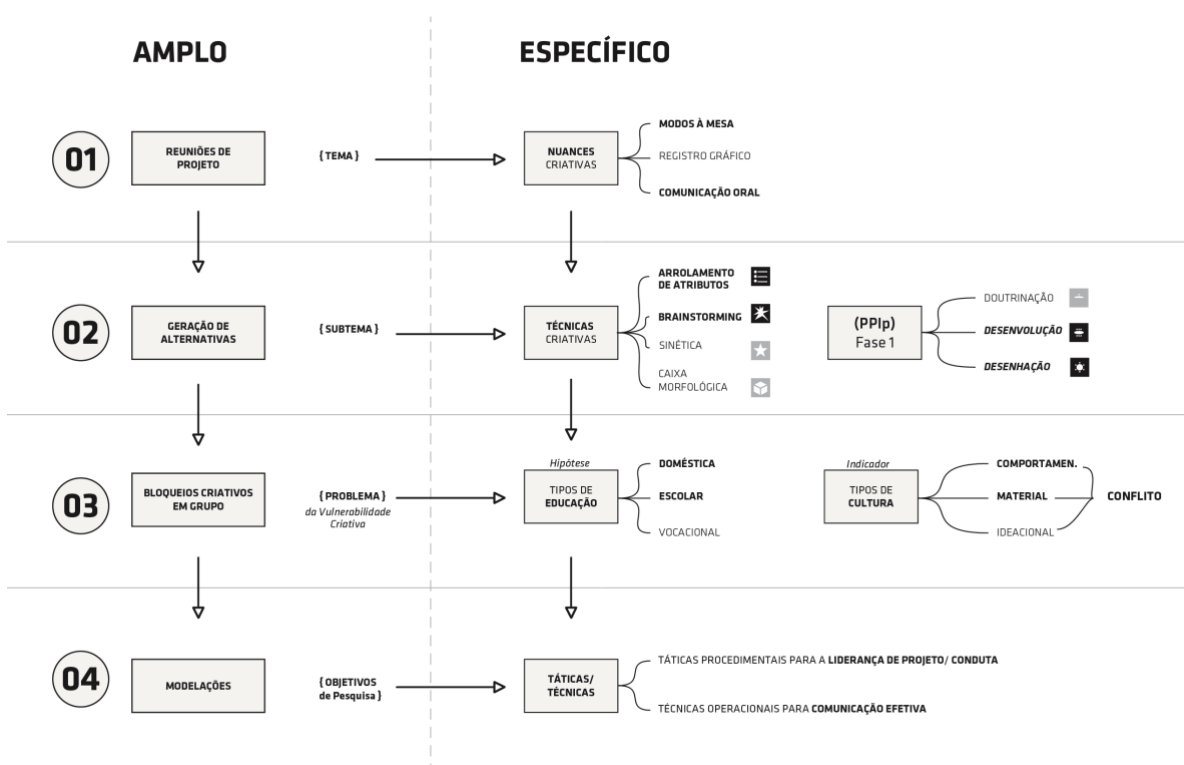 AMPLO
ESPECÍFICO
01
REUNIÕES DE
PROJETO
{ TEMA }
NUANCES
CRIATIVAS
MODOS À MESA
REGISTRO GRÁFICO
COMUNICAÇÃO ORAL
02
GERAÇÃO DE
ALTERNATIVAS
{ SUBTEMA }
TÉCNICAS
CRIATIVAS
ARROLAMENTO
DE ATRIBUTOS
BRAINSTORMING
SINÉTICA
CAIXA
MORFOLÓGICA
(PPIp)
Fase 1
DOUTRINAÇÃO
DESENVOLUÇÃO
DESENHAÇÃO
03
BLOQUEIOS CRIATIVOS
EM GRUPO
{ PROBLEMA }
da Vulnerabilidade
Criativa
Hipótese
TIPOS DE
EDUCAÇÃO
DOMÉSTICA
ESCOLAR
VOCACIONAL
Indicador
TIPOS DE
CULTURA
COMPORTAMEN.
MATERIAL
IDEACIONAL
CONFLITO
04
MODELAÇÕES
{ OBJETIVOS
de Pesquisa }
TÁTICAS/
TÉCNICAS
TÁTICAS PROCEDIMENTAIS PARA A LIDERANÇA DE PROJETO/ CONDUTA
TÉCNICAS OPERACIONAIS PARA COMUNICAÇÃO EFETIVA